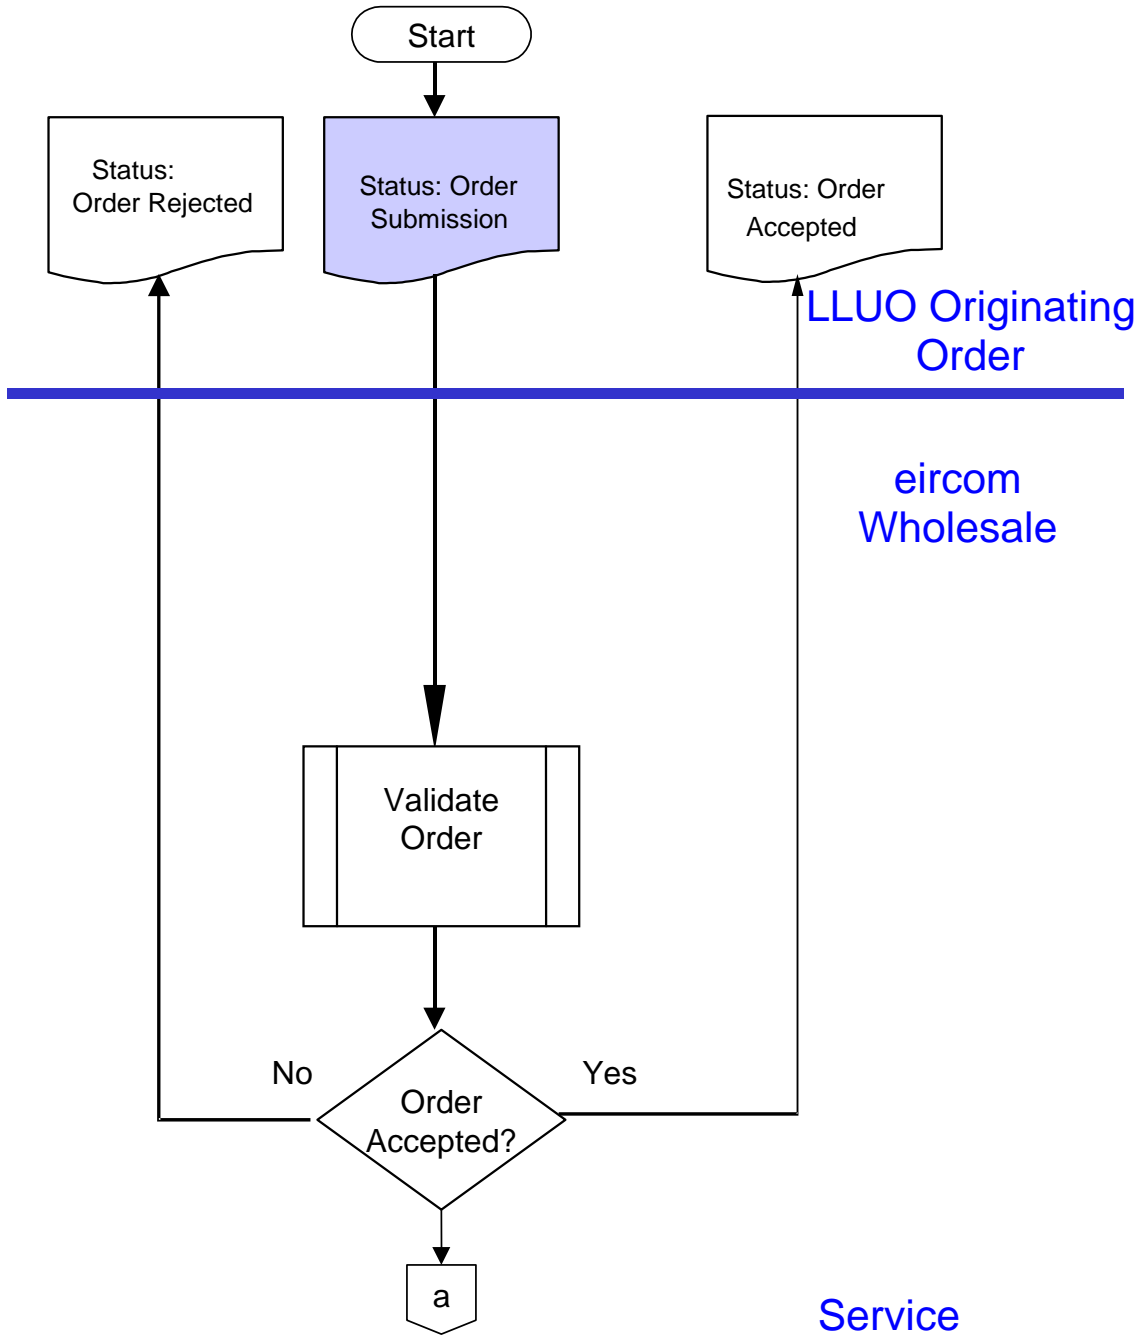 Start
Status:
Order Rejected
Status: Order
Submission
Status: Order
Accepted
LLUO Originating
Order
eircom
Wholesale
Validate
Order
No
Yes
Order
Accepted?
a
Service